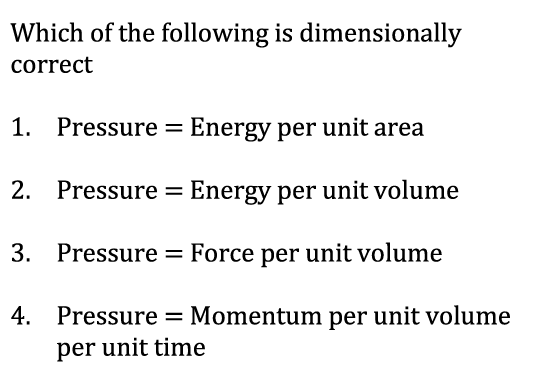 Which of the following is dimensionally
correct
1. Pressure = Energy per unit area
2. Pressure = Energy per unit volume
3. Pressure = Force per unit volume
4. Pressure = Momentum per unit volume
per unit time